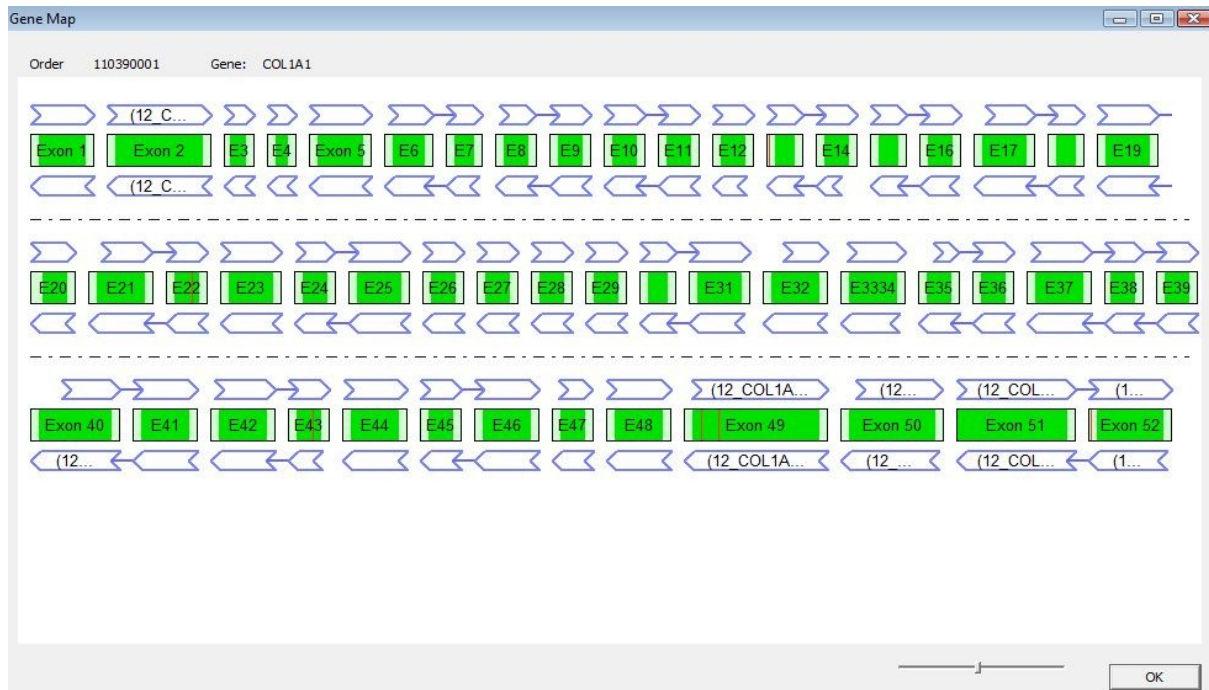 Gene Map
Order 110390001 Gene: COL1A1
(12_C...
Exon 1 Exon 2 E3 E4 Exon 5 E6 E7 E8 E9 E10 E11 E12 E14 E16 E17 E19
(12_C...
E20 E21 E22 E23 E24 E25 E26 E27 E28 E29 E31 E32 E3334 E35 E36 E37 E38 E39
(12_COL1A... (12... (12_COL... (1...
Exon 40 E41 E42 E43 E44 E45 E46 E47 E48 Exon 49 Exon 50 Exon 51 Exon 52
(12... (12_COL1A... (12_... (12_COL... (1...
OK